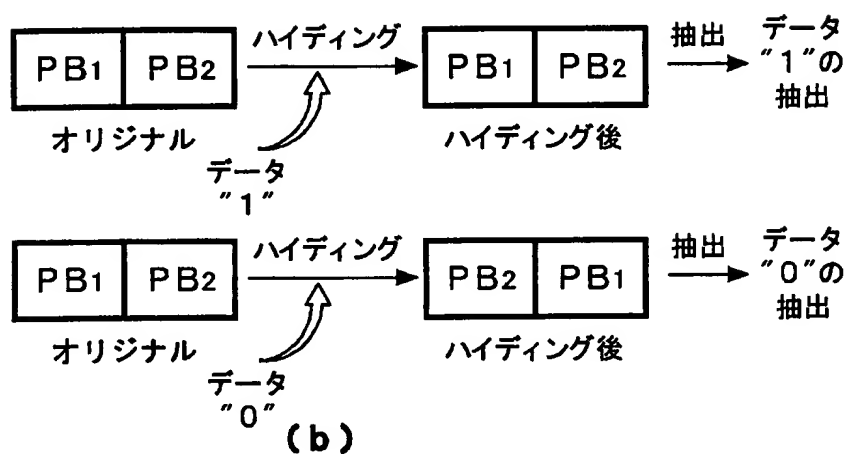 PB1 PB2 ハイディング PB1 PB2 抽出 データ
"1"の
抽出
オリジナル
データ
"1"
ハイディング後
PB1 PB2 ハイディング PB2 PB1 抽出 データ
"0"の
抽出
オリジナル
データ
"0"
ハイディング後
(b)